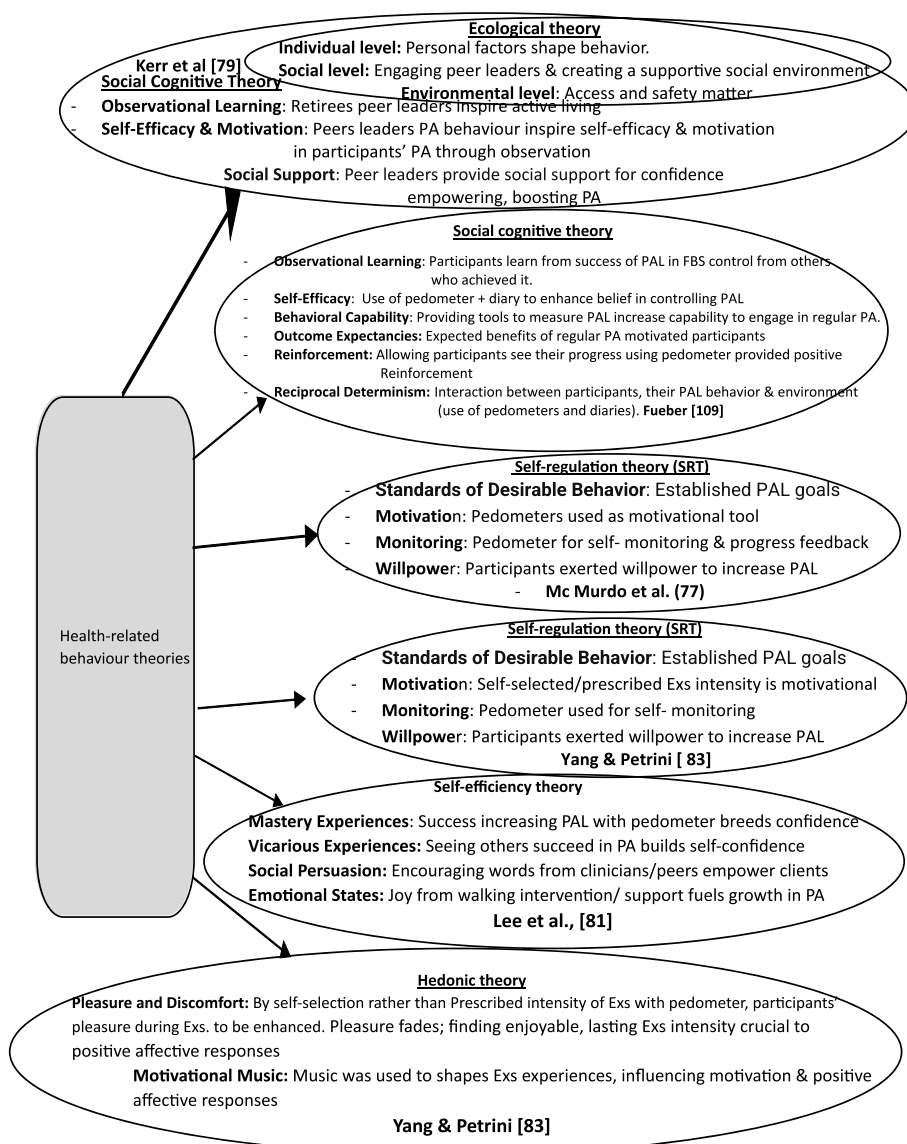 Ecological theory
Individual level: Personal factors shape behavior.
Kerr et al [79]
Social level: Engaging peer leaders & creating a supportive social environment
Social Cognitive Theory
Environmental level: Access and safety matter
- Observational Learning: Retirees peer leaders inspire active living
- Self-Efficacy & Motivation: Peers leaders PA behaviour inspire self-efficacy & motivation
in participants' PA through observation
Social Support: Peer leaders provide social support for confidence
empowering, boosting PA
Social cognitive theory
- Observational Learning: Participants learn from success of PAL in FBS control from others
who achieved it.
- Self-Efficacy: Use of pedometer + diary to enhance belief in controlling PAL
- Behavioral Capability: Providing tools to measure PAL increase capability to engage in regular PA.
- Outcome Expectancies: Expected benefits of regular PA motivated participants
- Reinforcement: Allowing participants see their progress using pedometer provided positive
Reinforcement
- Reciprocal Determinism: Interaction between participants, their PAL behavior & environment
(use of pedometers and diaries). Fueber [109]
Self-regulation theory (SRT)
- Standards of Desirable Behavior: Established PAL goals
- Motivation: Pedometers used as motivational tool
- Monitoring: Pedometer for self- monitoring & progress feedback
- Willpower: Participants exerted willpower to increase PAL
- Mc Murdo et al. (77)
Health-related
behaviour theories
Self-regulation theory (SRT)
- Standards of Desirable Behavior: Established PAL goals
- Motivation: Self-selected/prescribed Exs intensity is motivational
- Monitoring: Pedometer used for self- monitoring
- Willpower: Participants exerted willpower to increase PAL
Yang & Petrini [ 83]
Self-efficiency theory
Mastery Experiences: Success increasing PAL with pedometer breeds confidence
Vicarious Experiences: Seeing others succeed in PA builds self-confidence
Social Persuasion: Encouraging words from clinicians/peers empower clients
Emotional States: Joy from walking intervention/ support fuels growth in PA
Lee et al., [81]
Hedonic theory
Pleasure and Discomfort: By self-selection rather than Prescribed intensity of Exs with pedometer, participants'
pleasure during Exs. to be enhanced. Pleasure fades; finding enjoyable, lasting Exs intensity crucial to
positive affective responses
Motivational Music: Music was used to shapes Exs experiences, influencing motivation & positive
affective responses
Yang & Petrini [83]